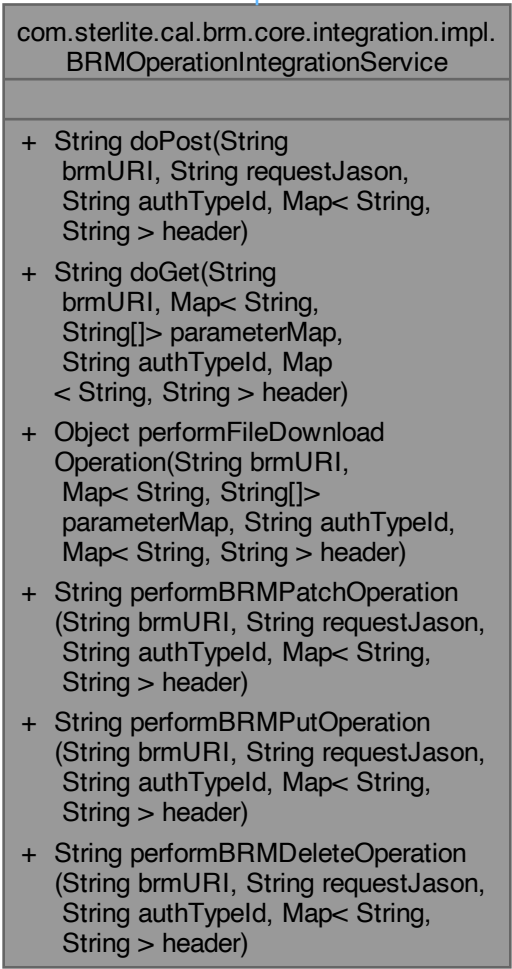 com.sterlite.cal.brm.core.integration.impl.
BRMOperationIntegrationService
+ String doPost(String
brmURI, String requestJason,
String authTypeId, Map< String,
String > header)
+ String doGet(String
brmURI, Map< String,
String[]> parameterMap,
String authTypeId, Map
< String, String > header)
+ Object performFileDownload
Operation(String brmURI,
Map< String, String[]>
parameterMap, String authTypeId,
Map< String, String > header)
+ String performBRMPatchOperation
(String brmURI, String requestJason,
String authTypeId, Map< String,
String > header)
+ String performBRMPutOperation
(String brmURI, String requestJason,
String authTypeId, Map< String,
String > header)
+ String performBRMDeleteOperation
(String brmURI, String requestJason,
String authTypeId, Map< String,
String > header)